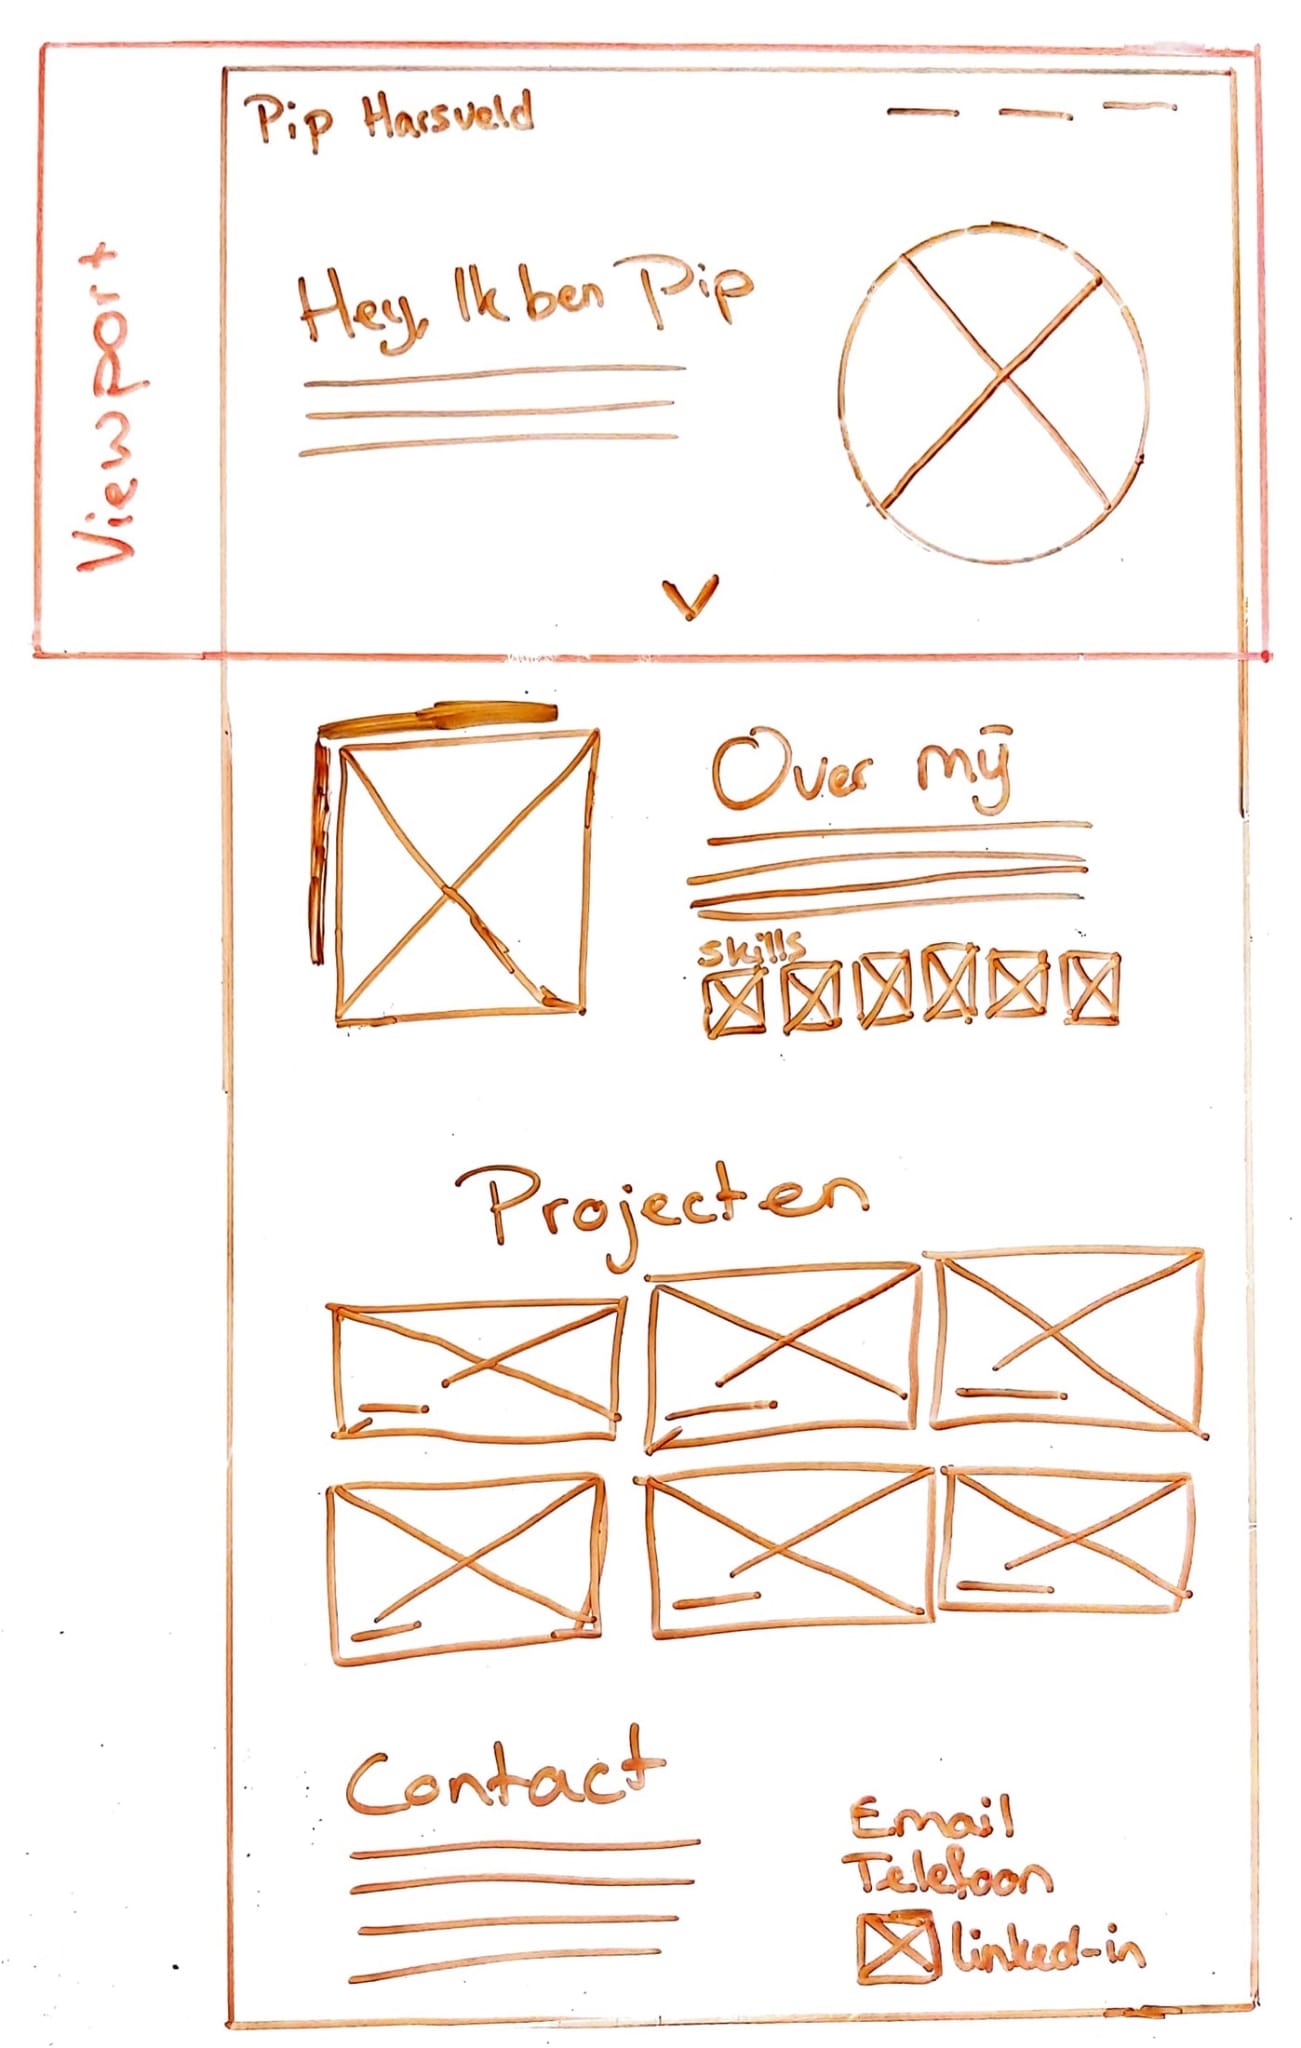 Viewport
Pip Harsveld
Hey, Ik ben Pip
Over mij
skills
Projecten
Contact
Email
Telefoon
linked-in